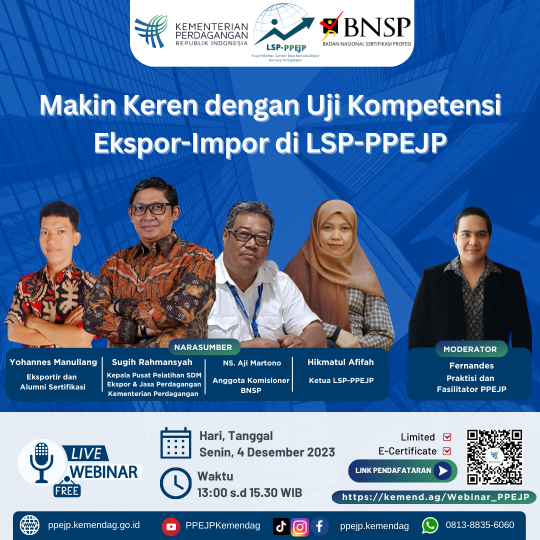 KEMENTERIAN
PERDAGANGAN
REPUBLIK INDONESIA
LSP-PPEJP
BNSP
BADAN NASIONAL SERTIFIKASI PROFESI
Makin Keren dengan Uji Kompetensi
Ekspor-Impor di LSP-PPEJP
NARASUMBER
Yohannes Manullang
Eksportir dan
Alumni Sertifikasi
Sugih Rahmansyah
Kepala Pusat Pelatihan SDM
Ekspor & Jasa Perdagangan
Kementerian Perdagangan
NS. Aji Martono
Anggota Komisioner
BNSP
Hikmatul Afifah
Ketua LSP-PPEJP
MODERATOR
Fernandes
Praktisi dan
Fasilitator PPEJP
LIVE
WEBINAR
FREE
Hari, Tanggal
Senin, 4 Desember 2023
Waktu
13:00 s.d 15.30 WIB
Limited
E-Certificate
LINK PENDAFATARAN
https://kemend.ag/Webinar_PPEJP
ppejp.kemendag.go.id
PPEJPKemendag
ppejp.kemendag
0813-8835-6060